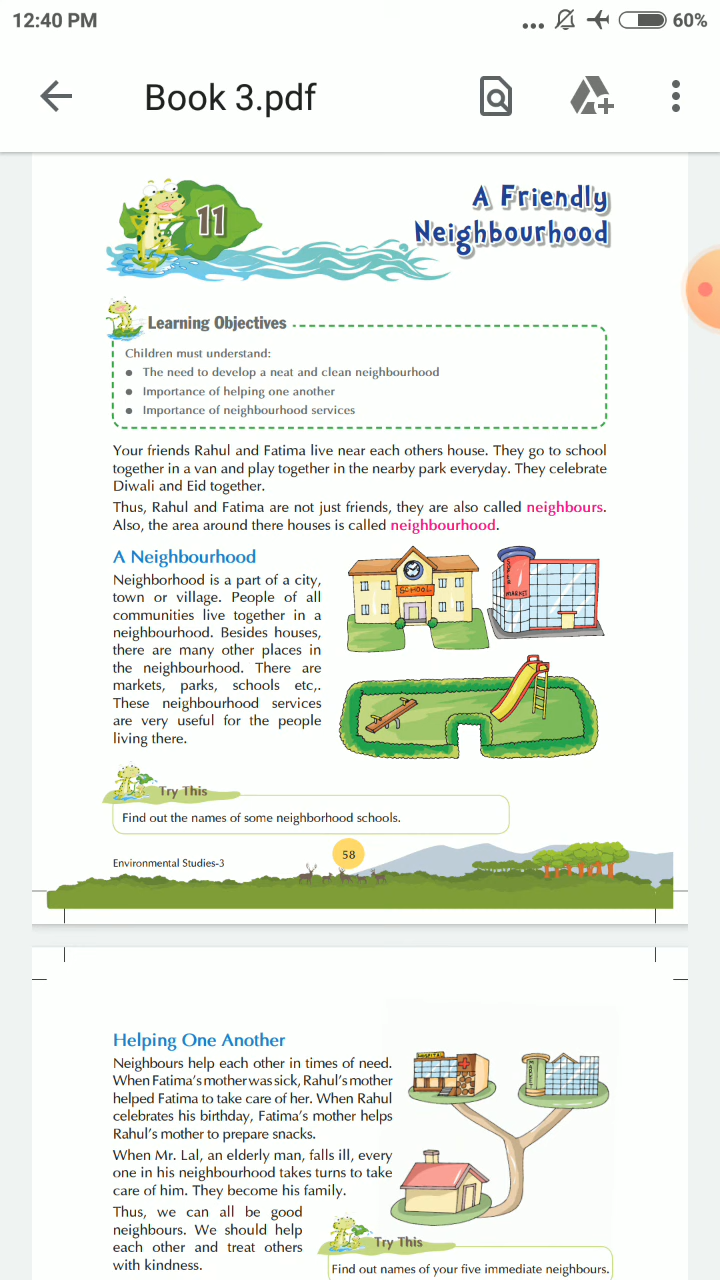 12:40 PM
60%
Book 3.pdf
11
A Friendly
Neighbourhood
Learning Objectives
Children must understand:
● The need to develop a neat and clean neighbourhood
● Importance of helping one another
● Importance of neighbourhood services
Your friends Rahul and Fatima live near each others house. They go to school
together in a van and play together in the nearby park everyday. They celebrate
Diwali and Eid together.
Thus, Rahul and Fatima are not just friends, they are also called neighbours.
Also, the area around there houses is called neighbourhood.
A Neighbourhood
Neighborhood is a part of a city,
town or village. People of all
communities live together in a
neighbourhood. Besides houses,
there are many other places in
the neighbourhood. There are
markets, parks, schools etc,.
These neighbourhood services
are very useful for the people
living there.
SCHOOL
SUPER
MARKET
Try This
Find out the names of some neighborhood schools.
Environmental Studies-3
58
Helping One Another
Neighbours help each other in times of need.
When Fatima's mother was sick, Rahul's mother
helped Fatima to take care of her. When Rahul
celebrates his birthday, Fatima's mother helps
Rahul's mother to prepare snacks.
When Mr. Lal, an elderly man, falls ill, every
one in his neighbourhood takes turns to take
care of him. They become his family.
Thus, we can all be good
neighbours. We should help
each other and treat others
with kindness.
HOSPITAL
MARKET
Try This
Find out names of your five immediate neighbours.